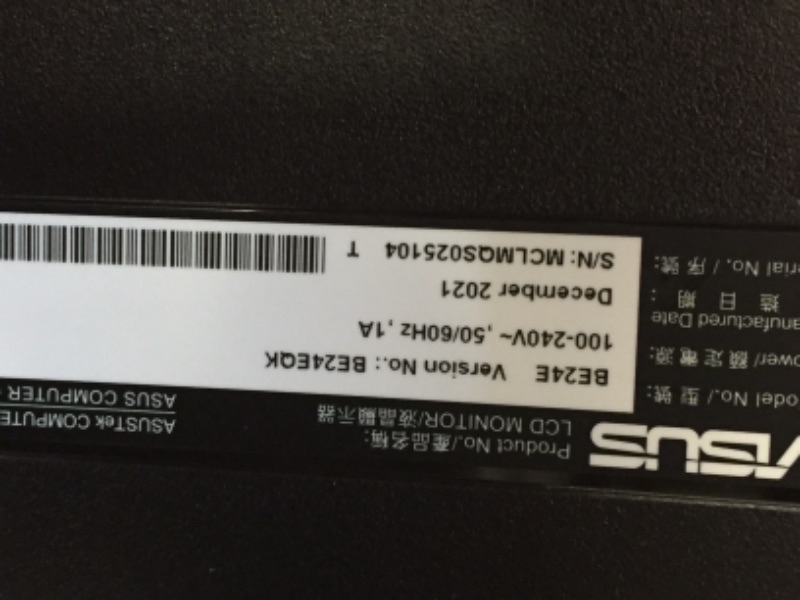 ASUS
Product No./產品名稱:
LCD MONITOR/液晶顯示器
ASUSTek COMPUTE
ASUS COMPUTER
odel No. / 型號:
BE24E Version No.: BE24EQK
ower/ 額定電源:
100-240V~ ,50/60Hz ,1A
anufactured Date
造日期:
December 2021
erial No. / 序號:
S/N: MCLMQS025104 T